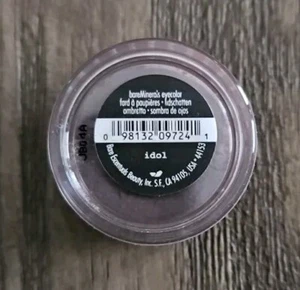 bareMinerals eyecolor
fard à paupières • lidschatten
ombretto • sombra de ojos
0 98132 09724 1
idol
Bare Escentuals Beauty, Inc. S.F., CA 94105, USA • 44153